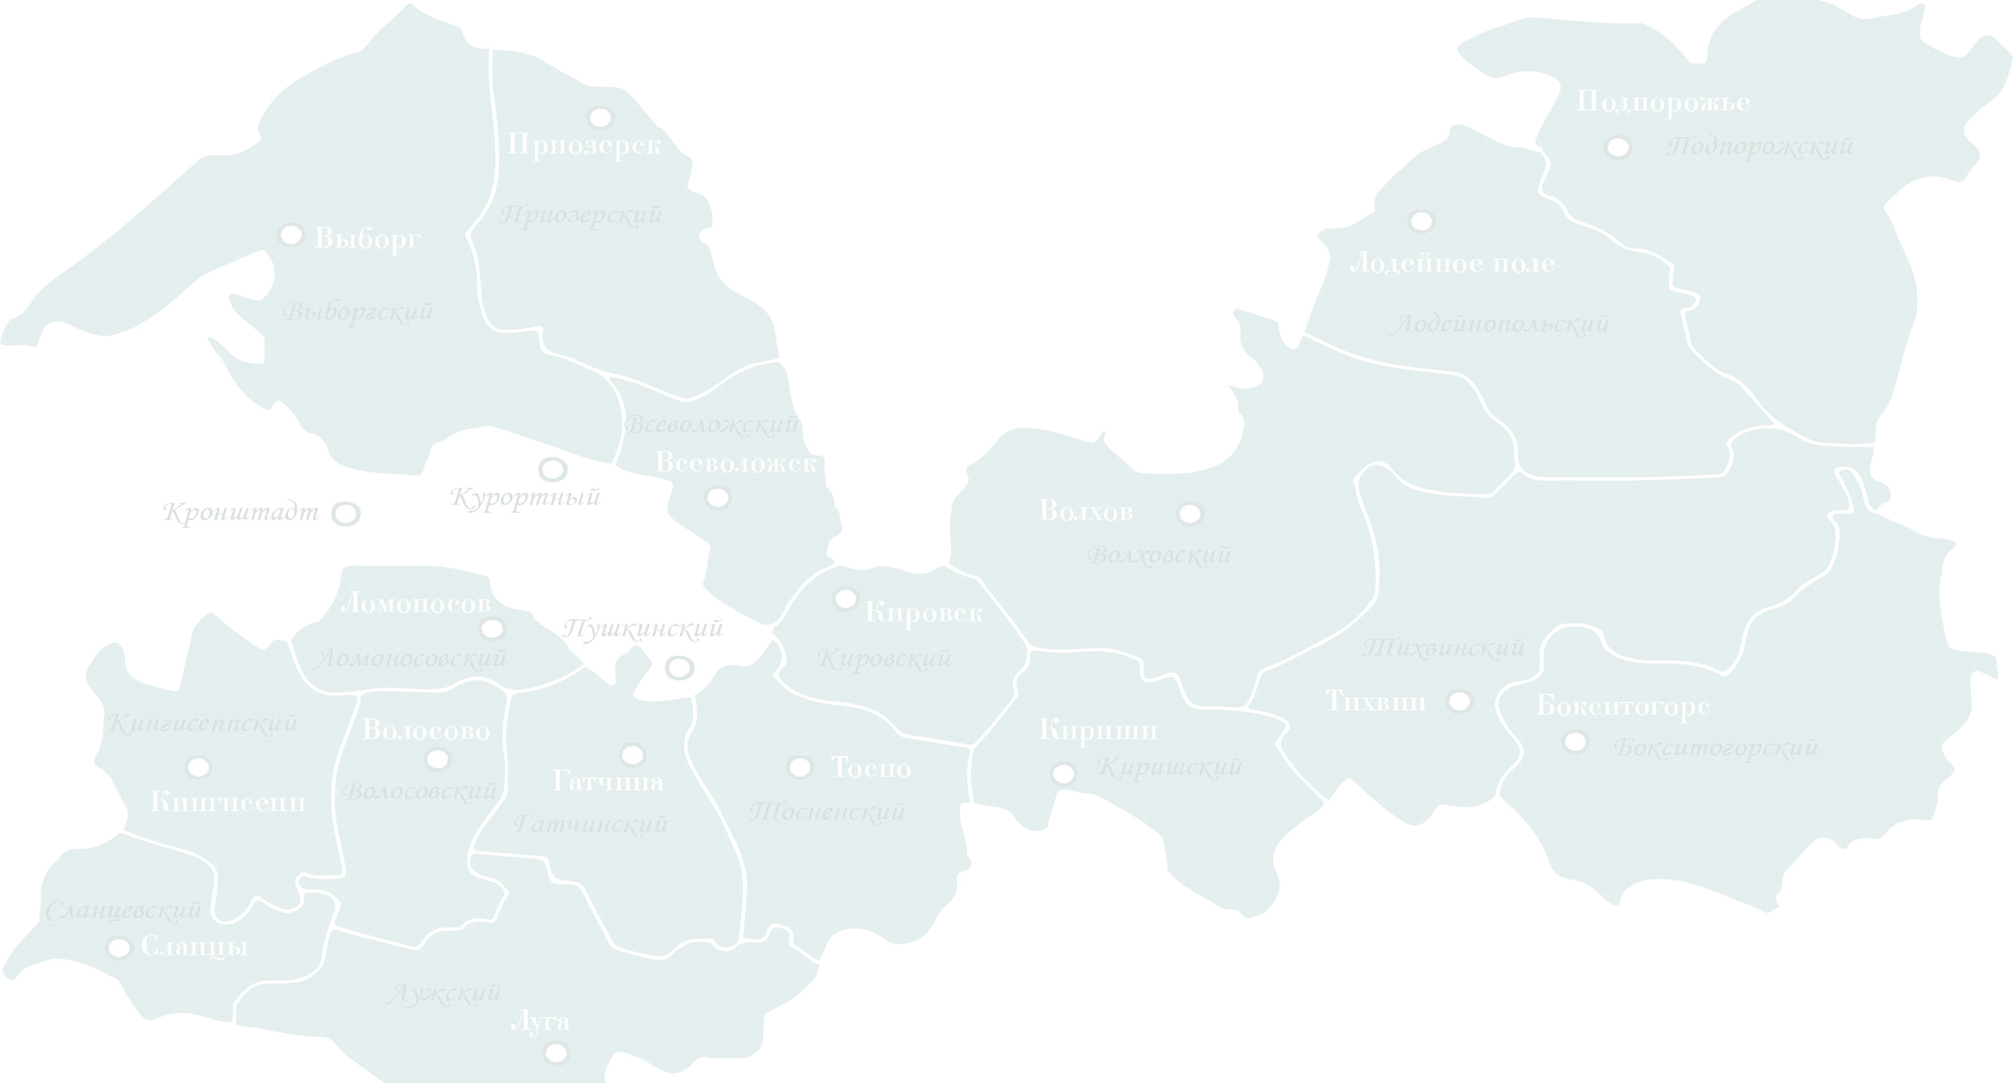 Подпорожье
Подпорожский
Приозерск
Приозерский
Выборг
Выборгский
Лодейное поле
Лодейнопольский
Всеволожский
Всеволожск
Курортный
Кронштадт
Волхов
Волховский
Ломоносов
Ломоносовский
Пушкинский
Кировск
Кировский
Тихвинский
Тихвин
Бокситогорс
Бокситогорский
Кингисеппский
Кингисепп
Волосово
Волосовский
Гатчина
Гатчинский
Тосно
Тосненский
Кириши
Киришский
Сланцевский
Сланцы
Лужский
Луга